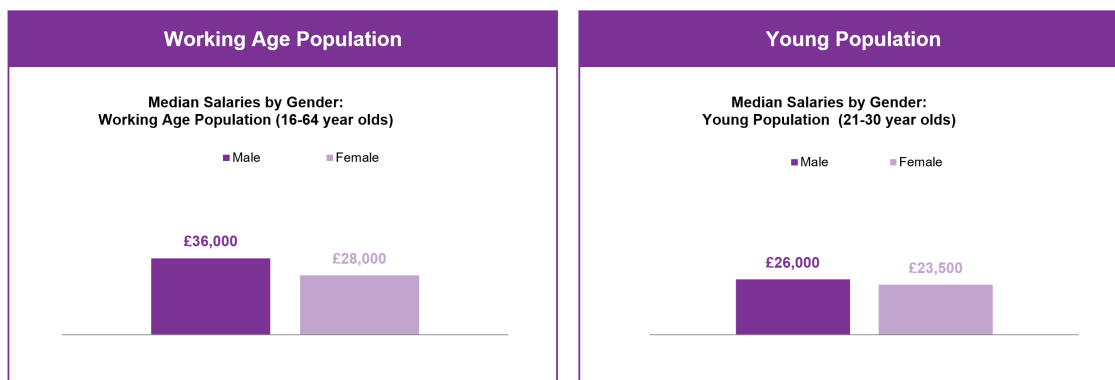 Working Age Population
Median Salaries by Gender:
Working Age Population (16-64 year olds)
Male
Female
£36,000
£28,000
Young Population
Median Salaries by Gender:
Young Population (21-30 year olds)
Male
Female
£26,000
£23,500